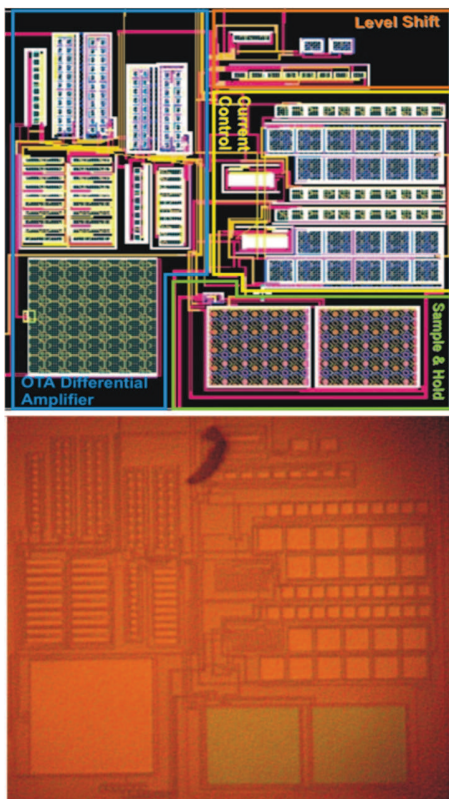 Level Shift
Current
Control
Sample & Hold
OTA Differential
Amplifier